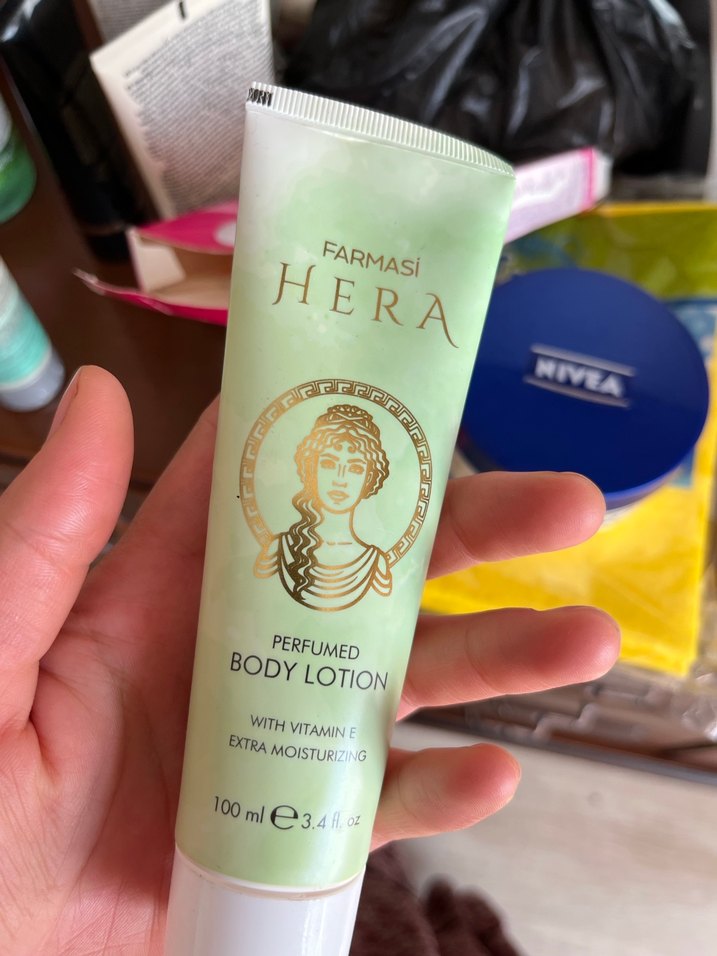 FARMASİ
HERA
PERFUMED
BODY LOTION
WITH VITAMIN E
EXTRA MOISTURIZING
100 ml ℮ 3.4 fl. oz
NIVEA